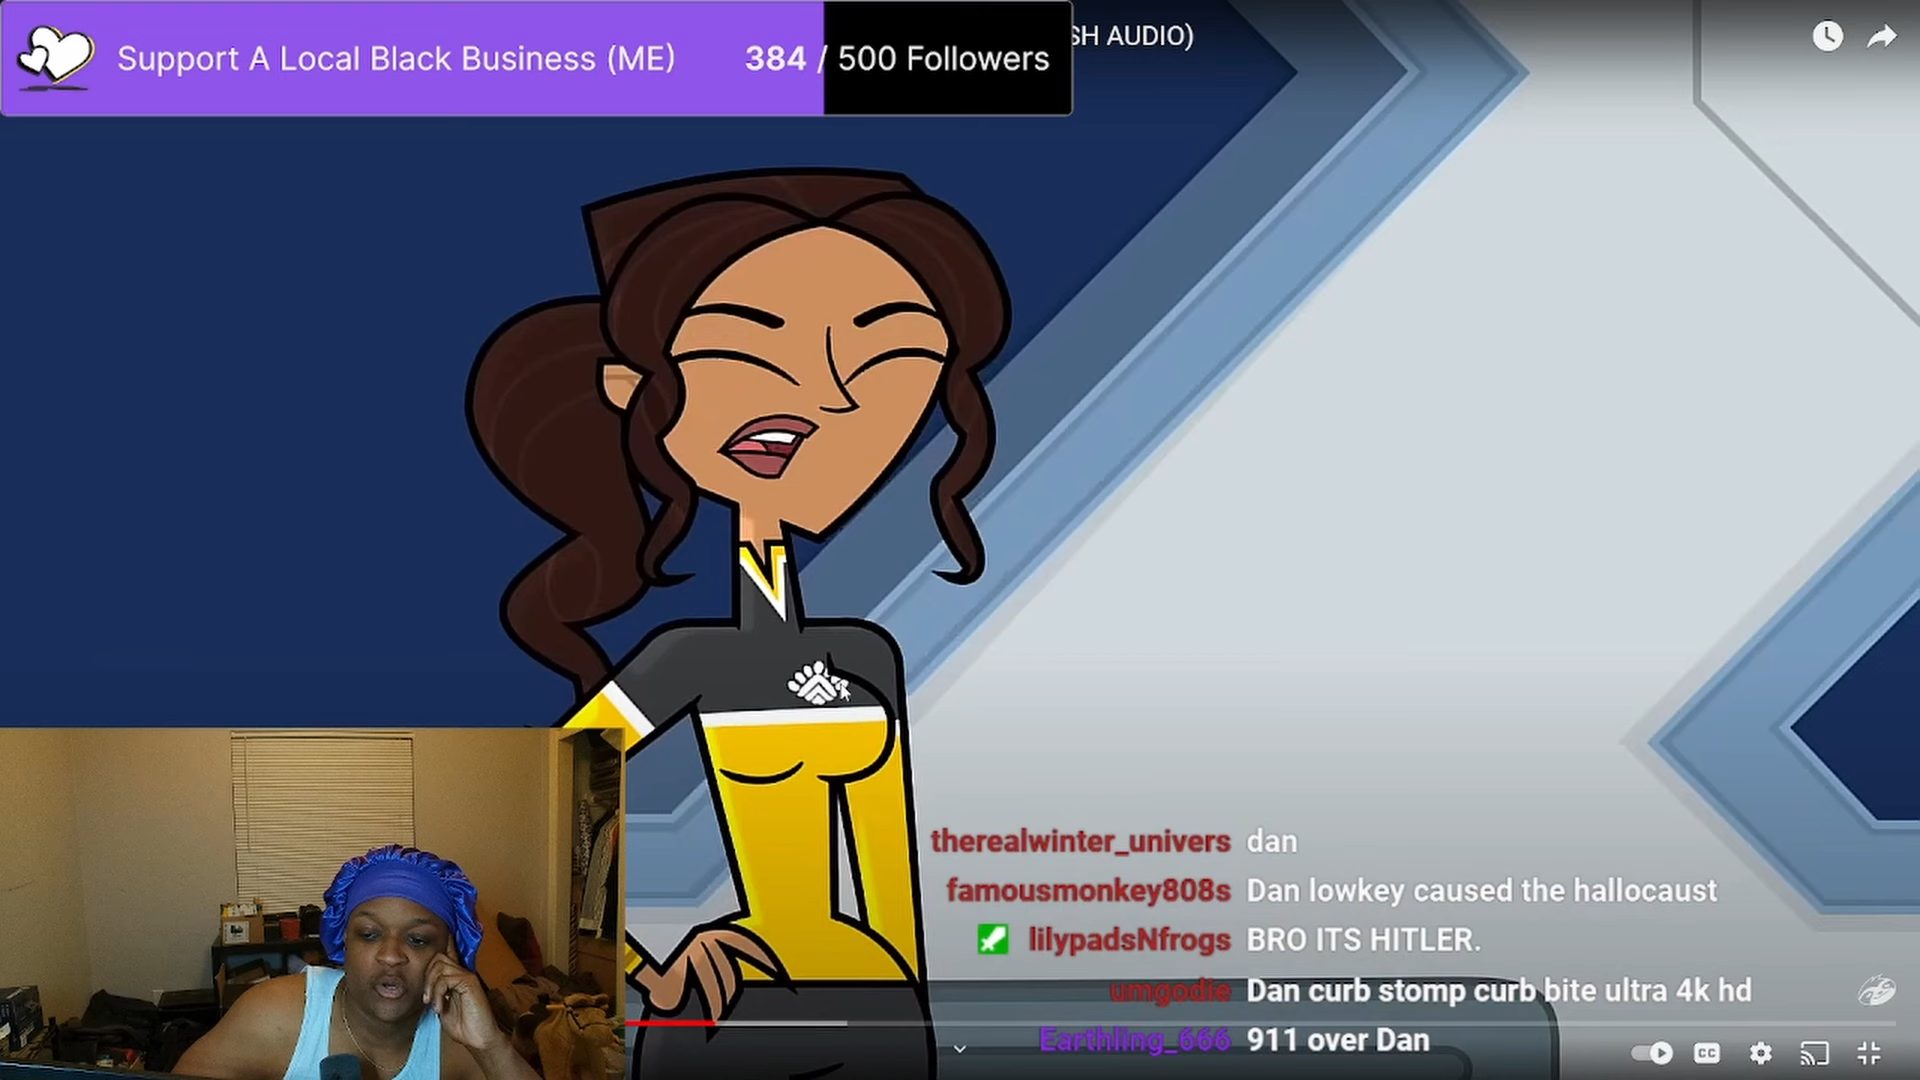 Support A Local Black Business (ME) 384 / 500 Followers
SH AUDIO)
therealwinter_univers dan
famousmonkey808s Dan lowkey caused the hallocaust
lilypadsNfrogs BRO ITS HITLER.
umgodie Dan curb stomp curb bite ultra 4k hd
Earthling_666 911 over Dan
CC